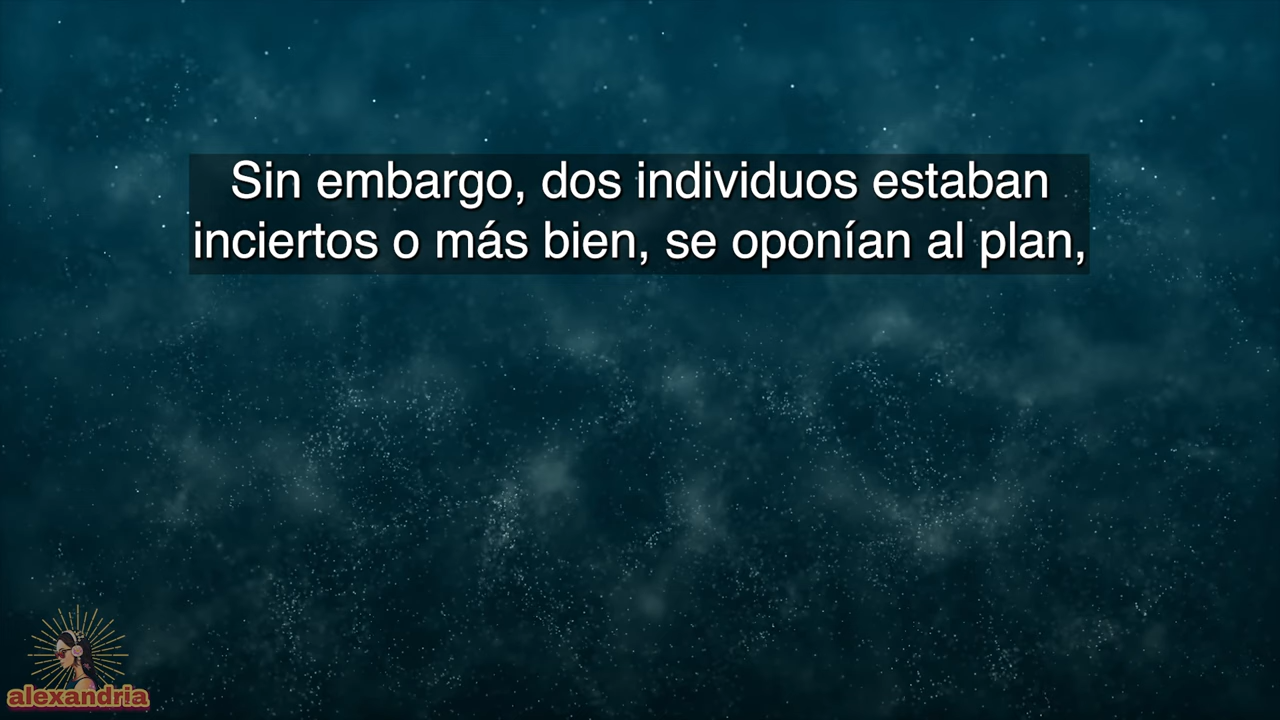 Sin embargo, dos individuos estaban
inciertos o más bien, se oponían al plan,
alexandria